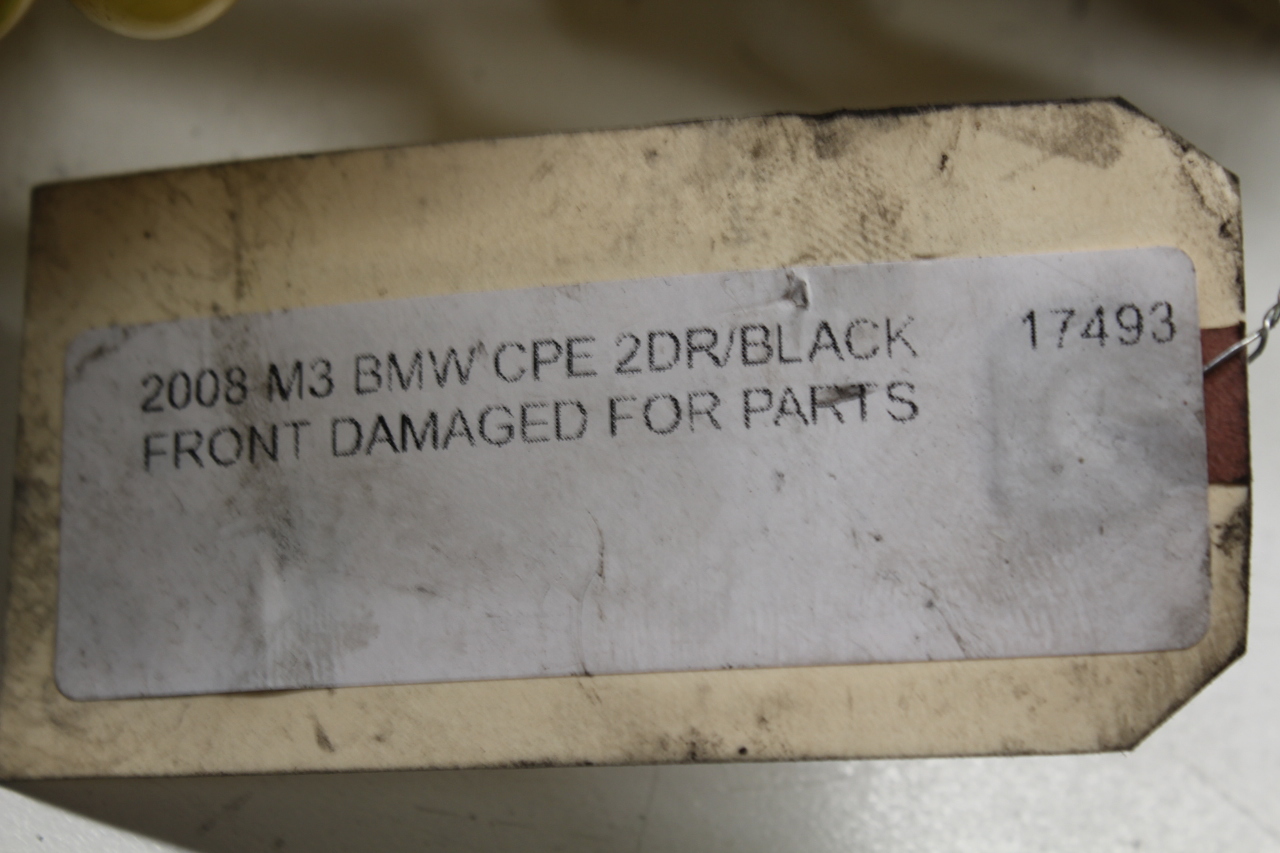 2008 M3 BMW CPE 2DR/BLACK 17493
FRONT DAMAGED FOR PARTS